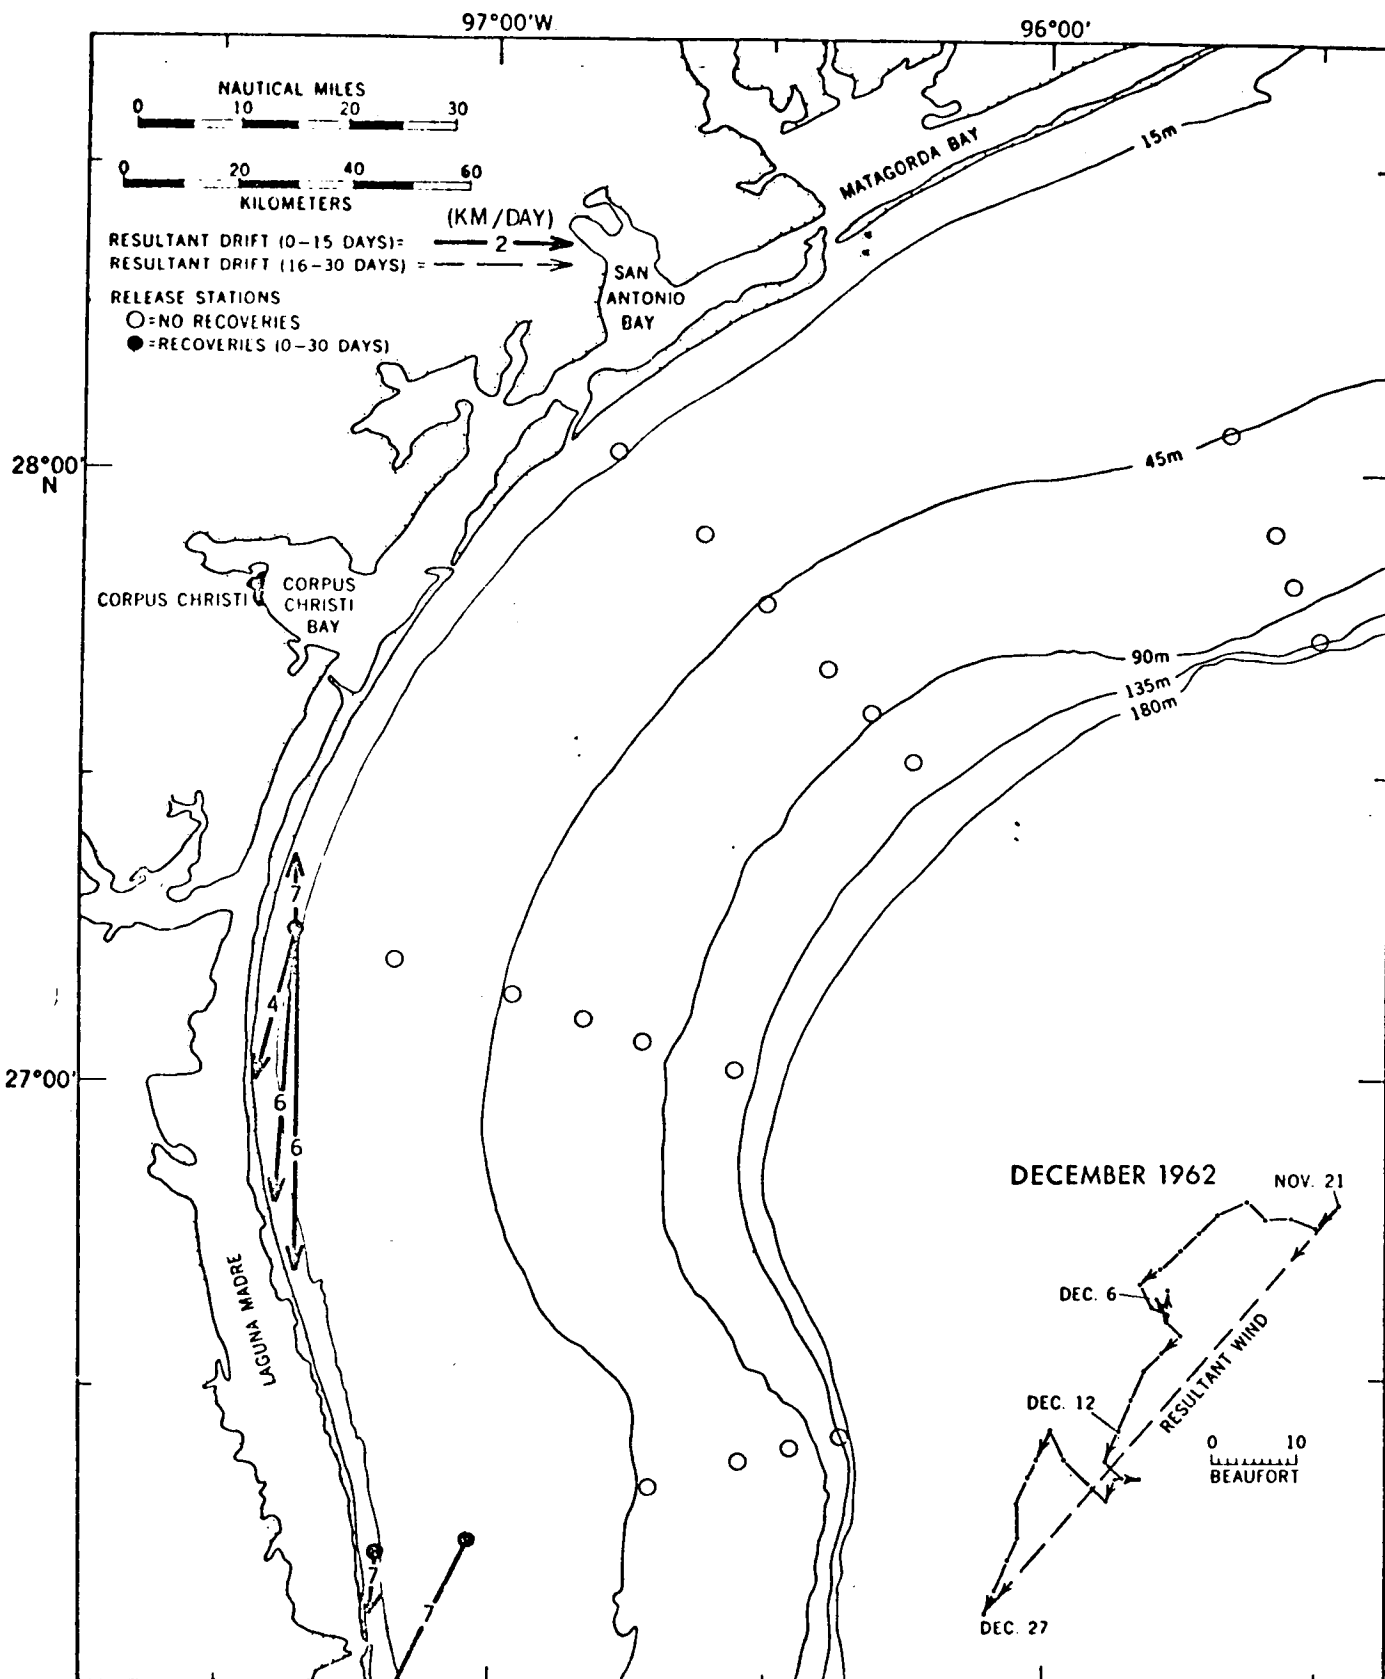 97°00'W
96°00'
NAUTICAL MILES
0 10 20 30
0 20 40 60
KILOMETERS
(KM/DAY)
RESULTANT DRIFT (0-15 DAYS)= 2
RESULTANT DRIFT (16-30 DAYS) =
RELEASE STATIONS
O=NO RECOVERIES
●=RECOVERIES (0-30 DAYS)
MATAGORDA BAY
15m
SAN
ANTONIO
BAY
28°00'
N
45m
CORPUS CHRISTI
CORPUS
CHRISTI
BAY
90m
135m
180m
7
4
27°00'
6
6
DECEMBER 1962
NOV. 21
LAGUNA MADRE
DEC. 6
RESULTANT WIND
DEC. 12
0 10
BEAUFORT
7
7
DEC. 27